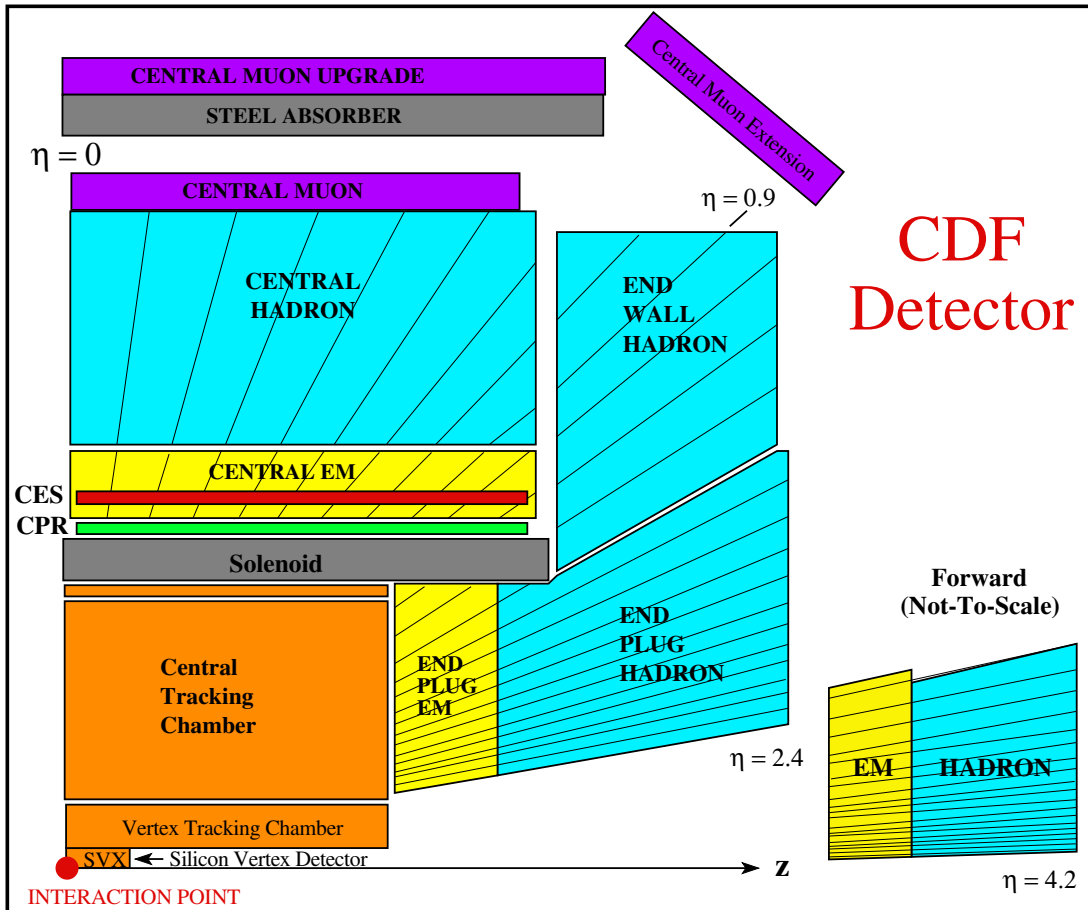 CENTRAL MUON UPGRADE
STEEL ABSORBER
Central Muon Extension
η = 0
CENTRAL MUON
η = 0.9
CDF
Detector
CENTRAL
HADRON
END
WALL
HADRON
CENTRAL EM
CES
CPR
Solenoid
Forward
(Not-To-Scale)
Central
Tracking
Chamber
END
PLUG
EM
END
PLUG
HADRON
η = 2.4
EM
HADRON
Vertex Tracking Chamber
SVX
Silicon Vertex Detector
z
η = 4.2
INTERACTION POINT